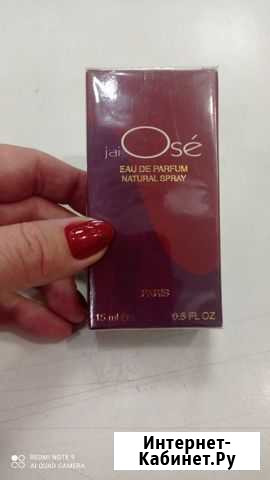 jai Osé
EAU DE PARFUM
NATURAL SPRAY
PARIS
15 ml e 0.5 FL OZ
REDMI NOTE 9
AI QUAD CAMERA
Интернет-
Кабинет.Ру